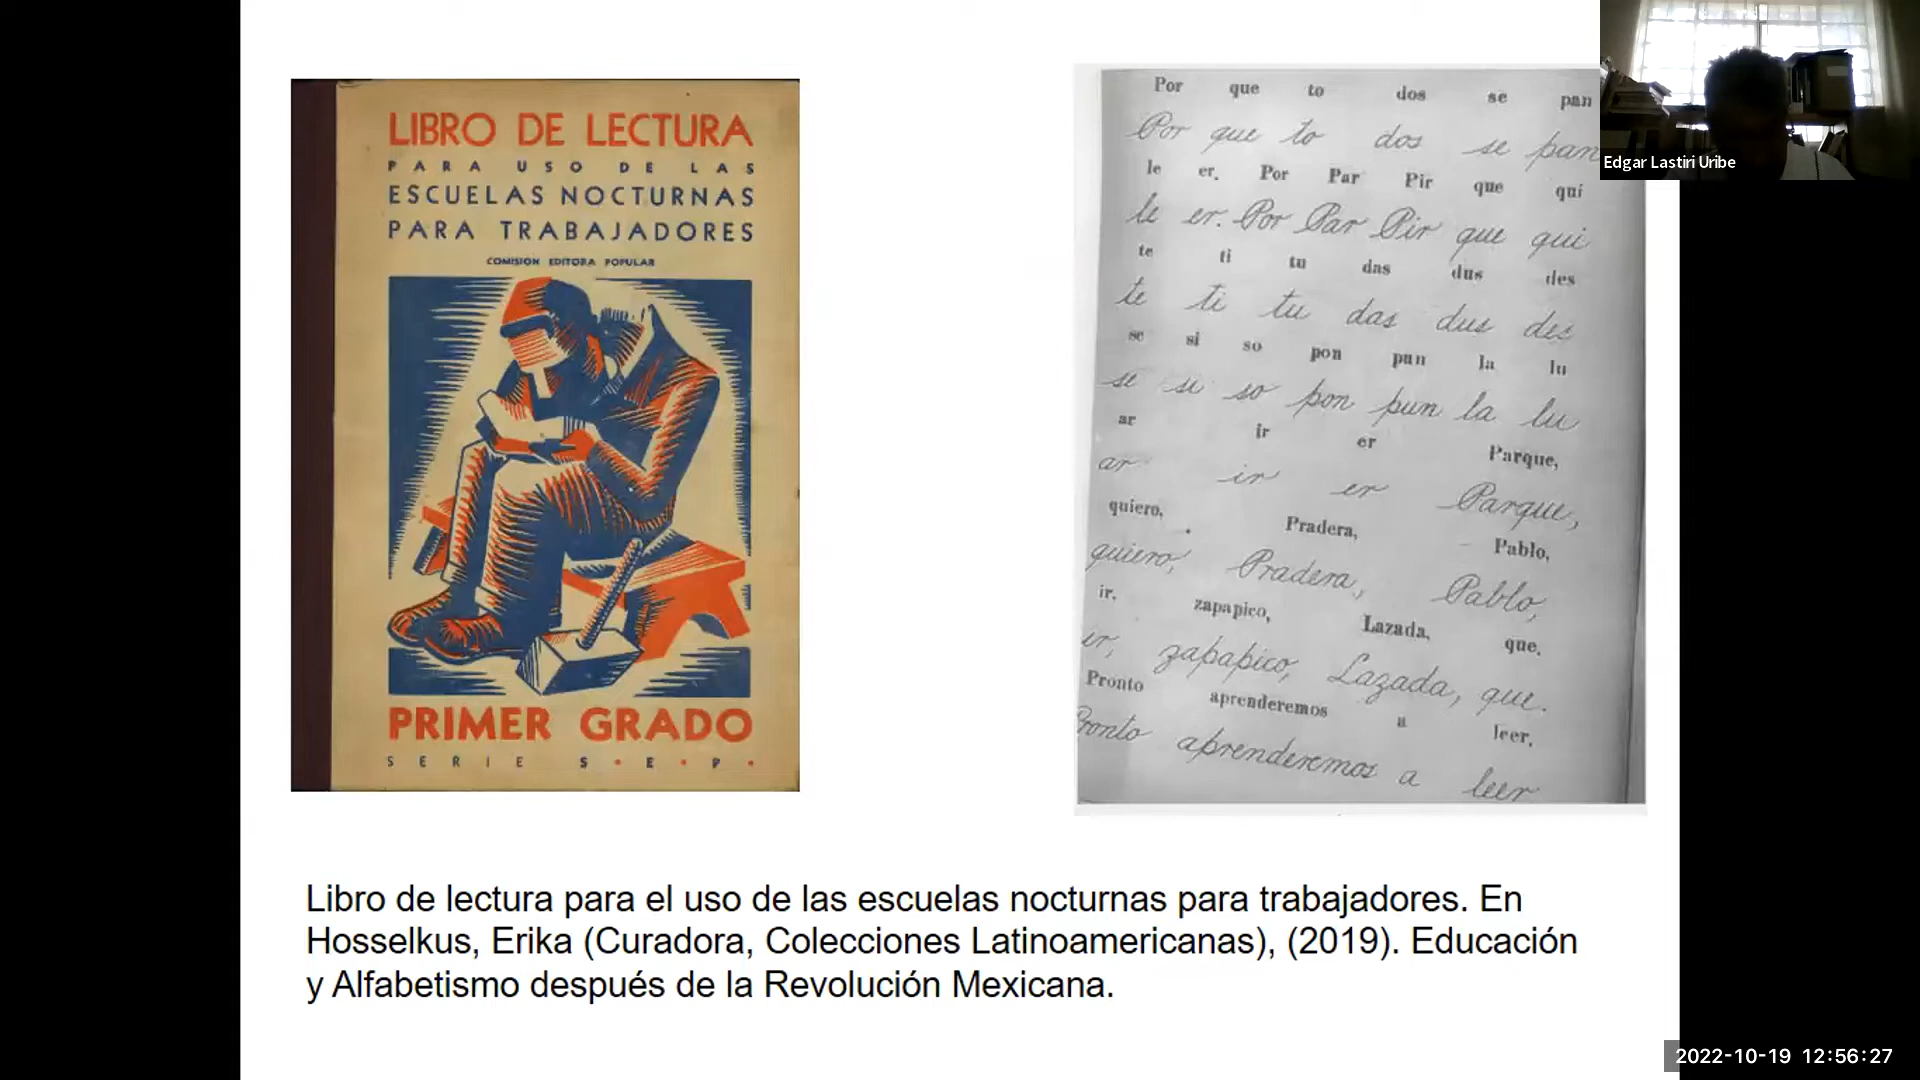 LIBRO DE LECTURA
PARA USO DE LAS
ESCUELAS NOCTURNAS
PARA TRABAJADORES
COMISION EDITORA POPULAR
PRIMER GRADO
SERIE S·E·P·
Por que to dos se pan
Por que to dos se pan
le er. Por Par Pir que qui
le er. Por Par Pir que qui
te ti tu das dus des
te ti tu das dus des
se si so pon pun la lu
se si so pon pun la lu
ar ir er Parque,
ar ir er Parque,
quiero, Pradera, Pablo,
quiero, Pradera, Pablo,
ir, zapapico, Lazada, que.
ir, zapapico, Lazada, que.
Pronto aprenderemos a leer.
Pronto aprenderemos a leer
Edgar Lastiri Uribe
Libro de lectura para el uso de las escuelas nocturnas para trabajadores. En
Hosselkus, Erika (Curadora, Colecciones Latinoamericanas), (2019). Educación
y Alfabetismo después de la Revolución Mexicana.
2022-10-19 12:56:27